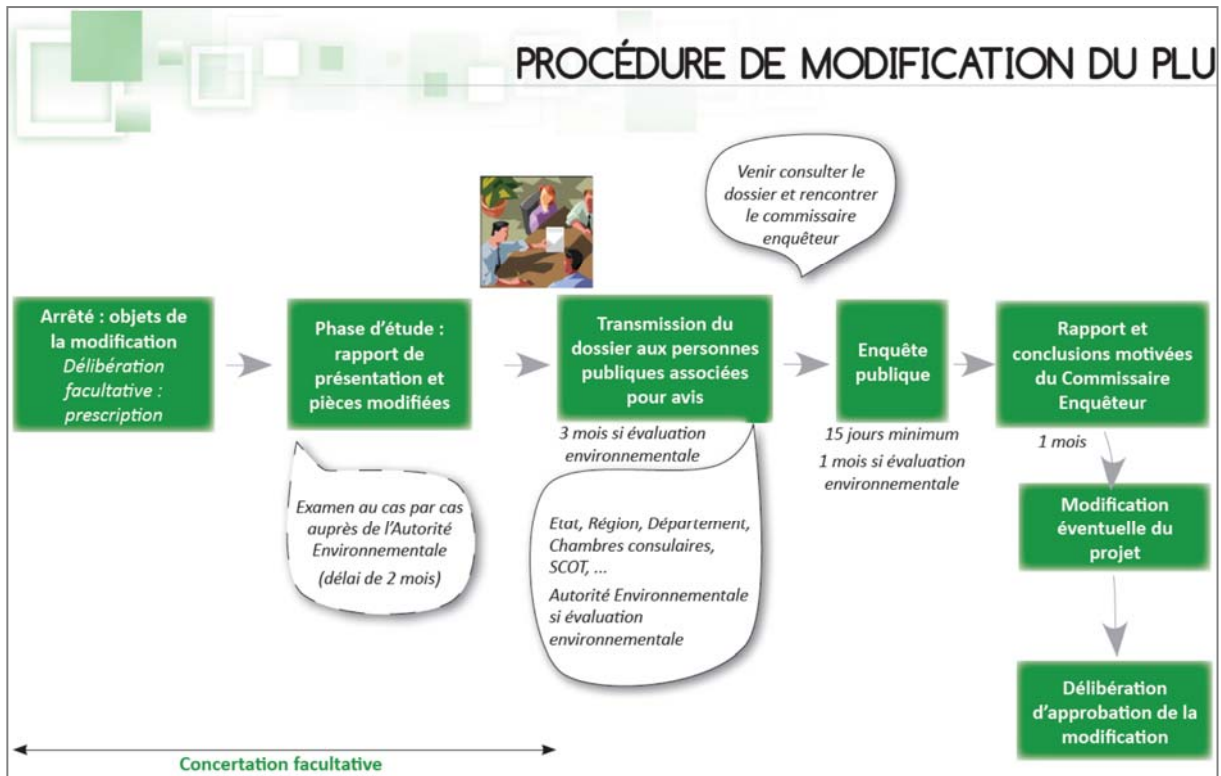 PROCÉDURE DE MODIFICATION DU PLU
Venir consulter le
dossier et rencontrer
le commissaire
enquêteur
Arrêté : objets de
la modification
Délibération
facultative :
prescription
Phase d'étude :
rapport de
présentation et
pièces modifiées
Transmission du
dossier aux personnes
publiques associées
pour avis
Enquête
publique
Rapport et
conclusions motivées
du Commissaire
Enquêteur
3 mois si évaluation
environnementale
15 jours minimum
1 mois si évaluation
environnementale
1 mois
Examen au cas par cas
auprès de l'Autorité
Environnementale
(délai de 2 mois)
Etat, Région, Département,
Chambres consulaires,
SCOT, ...
Autorité Environnementale
si évaluation
environnementale
Modification
éventuelle du
projet
Délibération
d'approbation de la
modification
Concertation facultative